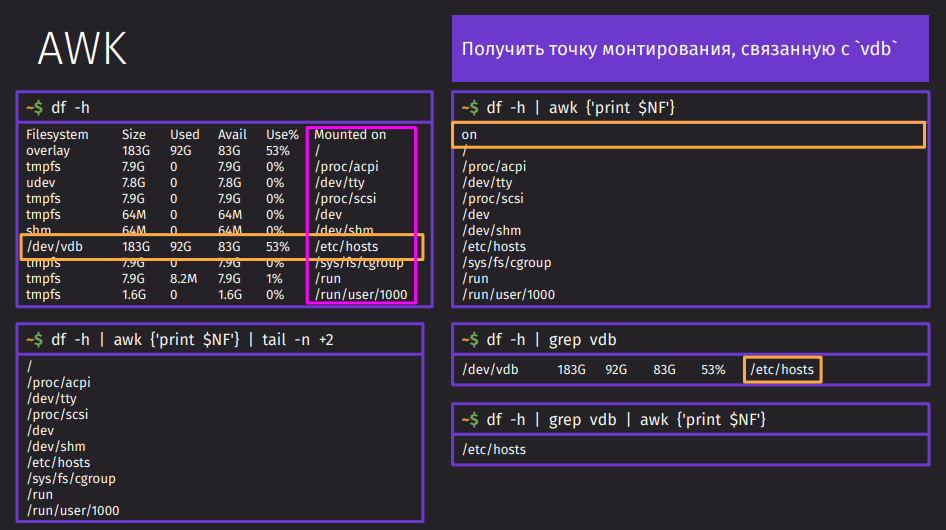 AWK
Получить точку монтирования, связанную с `vdb`
~$ df -h
Filesystem Size Used Avail Use% Mounted on
overlay 183G 92G 83G 53% /
tmpfs 7.9G 0 7.9G 0% /proc/acpi
udev 7.8G 0 7.8G 0% /dev/tty
tmpfs 7.9G 0 7.9G 0% /proc/scsi
tmpfs 64M 0 64M 0% /dev
shm 64M 0 64M 0% /dev/shm
/dev/vdb 183G 92G 83G 53% /etc/hosts
tmpfs 7.9G 0 7.9G 0% /sys/fs/cgroup
tmpfs 7.9G 8.2M 7.9G 1% /run
tmpfs 1.6G 0 1.6G 0% /run/user/1000
~$ df -h | awk {'print $NF'}
on
/
/proc/acpi
/dev/tty
/proc/scsi
/dev
/dev/shm
/etc/hosts
/sys/fs/cgroup
/run
/run/user/1000
~$ df -h | awk {'print $NF'} | tail -n +2
/
/proc/acpi
/dev/tty
/proc/scsi
/dev
/dev/shm
/etc/hosts
/sys/fs/cgroup
/run
/run/user/1000
~$ df -h | grep vdb
/dev/vdb 183G 92G 83G 53% /etc/hosts
~$ df -h | grep vdb | awk {'print $NF'}
/etc/hosts